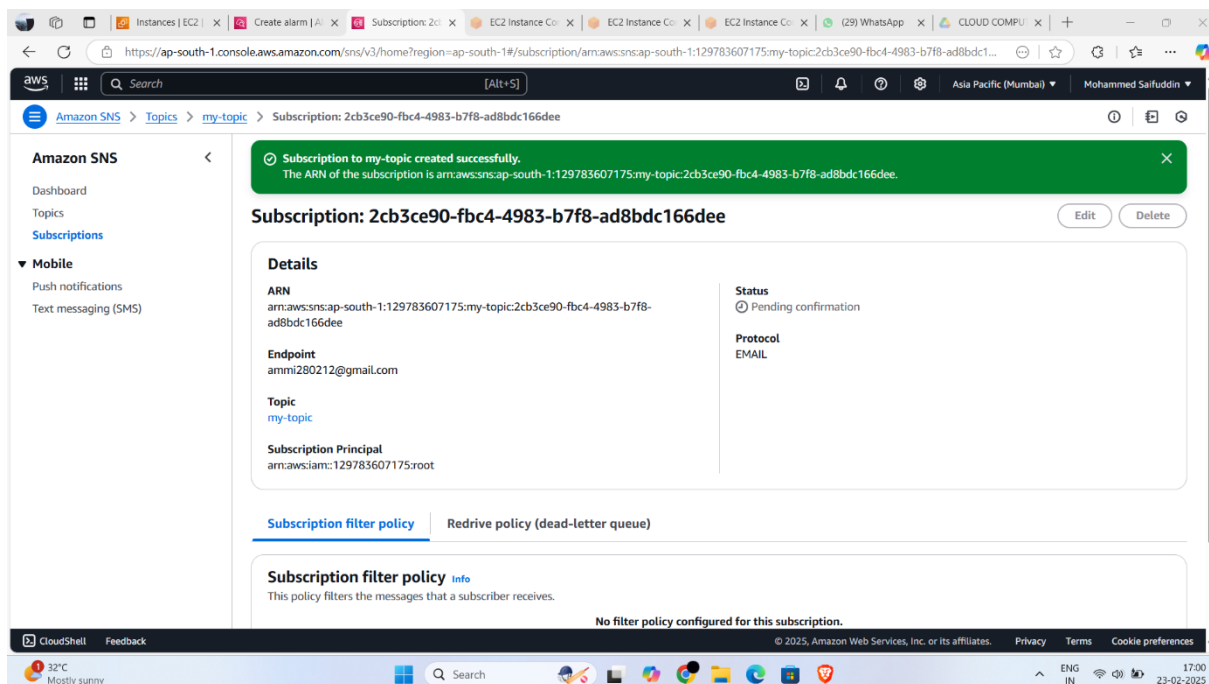 Instances | EC2 |
Create alarm | Al
Subscription: 2cb
EC2 Instance Co
EC2 Instance Co
EC2 Instance Co
(29) WhatsApp
CLOUD COMPU
https://ap-south-1.console.aws.amazon.com/sns/v3/home?region=ap-south-1#/subscription/arn:aws:sns:ap-south-1:129783607175:my-topic:2cb3ce90-fbc4-4983-b7f8-ad8bdc1...
aws Search [Alt+S] Asia Pacific (Mumbai) ▼ Mohammed Saifuddin ▼
Amazon SNS > Topics > my-topic > Subscription: 2cb3ce90-fbc4-4983-b7f8-ad8bdc166dee
Amazon SNS
Dashboard
Topics
Subscriptions
▼ Mobile
Push notifications
Text messaging (SMS)
Subscription to my-topic created successfully.
The ARN of the subscription is arn:aws:sns:ap-south-1:129783607175:my-topic:2cb3ce90-fbc4-4983-b7f8-ad8bdc166dee.
Subscription: 2cb3ce90-fbc4-4983-b7f8-ad8bdc166dee
Edit
Delete
Details
ARN
arn:aws:sns:ap-south-1:129783607175:my-topic:2cb3ce90-fbc4-4983-b7f8-
ad8bdc166dee
Endpoint
ammi280212@gmail.com
Topic
my-topic
Subscription Principal
arn:aws:iam::129783607175:root
Status
Pending confirmation
Protocol
EMAIL
Subscription filter policy
Redrive policy (dead-letter queue)
Subscription filter policy Info
This policy filters the messages that a subscriber receives.
No filter policy configured for this subscription.
CloudShell Feedback © 2025, Amazon Web Services, Inc. or its affiliates. Privacy Terms Cookie preferences
1
32°C
Mostly sunny
Search
ENG
IN
17:00
23-02-2025